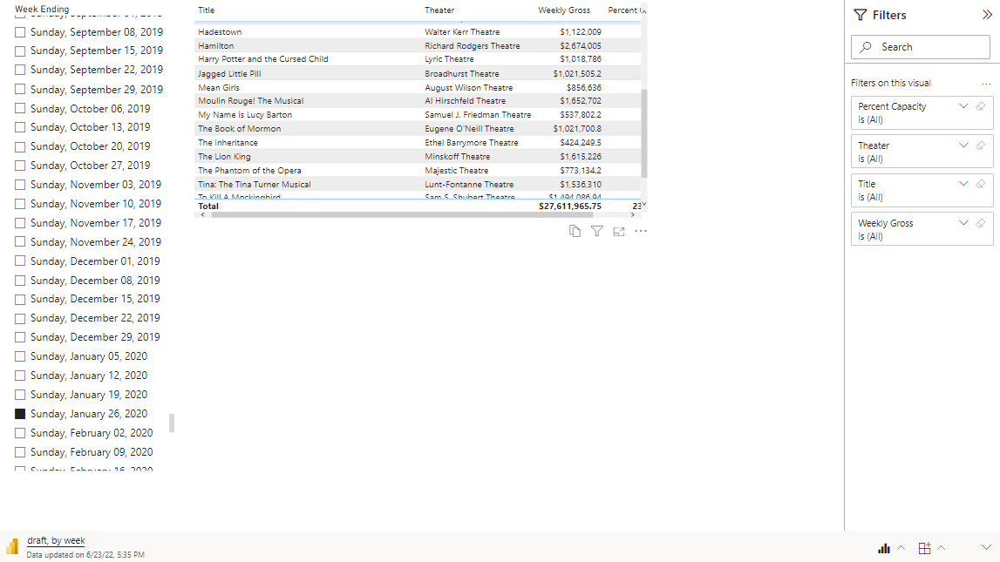 Week Ending
Sunday, September 08, 2019
Sunday, September 15, 2019
Sunday, September 22, 2019
Sunday, September 29, 2019
Sunday, October 06, 2019
Sunday, October 13, 2019
Sunday, October 20, 2019
Sunday, October 27, 2019
Sunday, November 03, 2019
Sunday, November 10, 2019
Sunday, November 17, 2019
Sunday, November 24, 2019
Sunday, December 01, 2019
Sunday, December 08, 2019
Sunday, December 15, 2019
Sunday, December 22, 2019
Sunday, December 29, 2019
Sunday, January 05, 2020
Sunday, January 12, 2020
Sunday, January 19, 2020
Sunday, January 26, 2020
Sunday, February 02, 2020
Sunday, February 09, 2020
Sunday, February 16, 2020
Title Theater Weekly Gross Percent
Hadestown Walter Kerr Theatre $1,122,009
Hamilton Richard Rodgers Theatre $2,674,005
Harry Potter and the Cursed Child Lyric Theatre $1,018,786
Jagged Little Pill Broadhurst Theatre $1,021,505.2
Mean Girls August Wilson Theatre $856,636
Moulin Rouge! The Musical Al Hirschfeld Theatre $1,652,702
My Name is Lucy Barton Samuel J. Friedman Theatre $537,802.2
The Book of Mormon Eugene O'Neill Theatre $1,021,700.8
The Inheritance Ethel Barrymore Theatre $424,249.5
The Lion King Minskoff Theatre $1,615,226
The Phantom of the Opera Majestic Theatre $773,134.2
Tina: The Tina Turner Musical Lunt-Fontanne Theatre $1,536,310
To Kill A Mockingbird Sam S. Shubert Theatre $1,494,086.94
Total $27,611,965.75 23
Filters
Search
Filters on this visual
Percent Capacity
is (All)
Theater
is (All)
Title
is (All)
Weekly Gross
is (All)
draft, by week
Data updated on 6/23/22, 5:35 PM